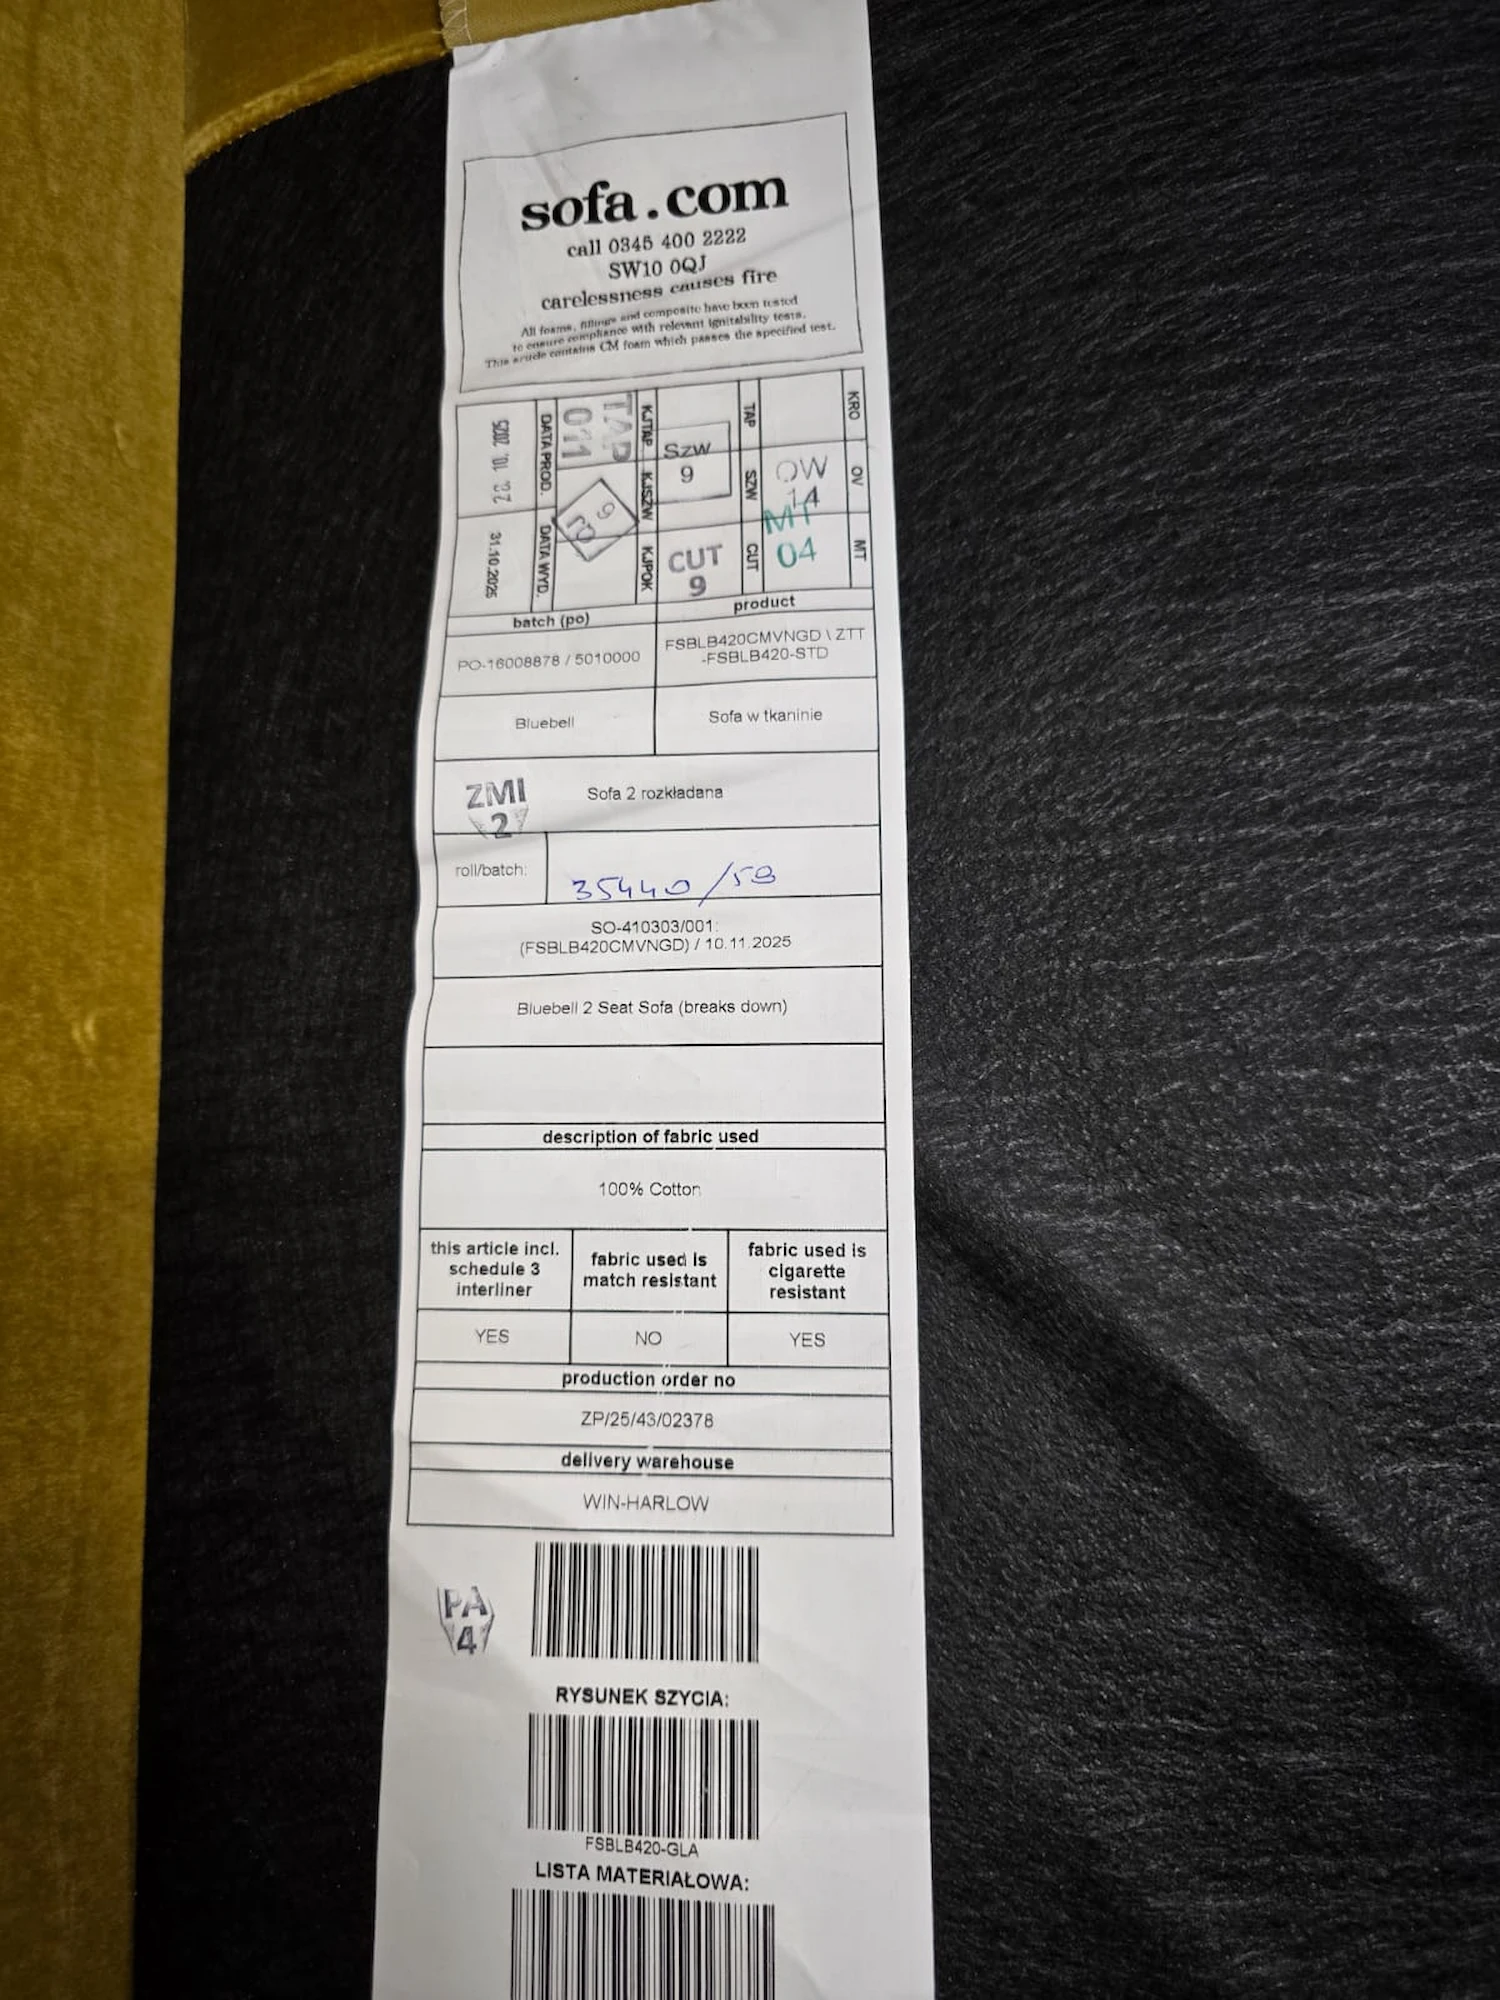 sofa.com
call 0345 400 2222
SW10 0QJ
carelessness causes fire
All foams, fillings and composite have been tested
to ensure compliance with relevant ignitability tests.
This article contains CM foam which passes the specified test.
KRO OV MT
OW
14
MT
04
TAP SZW CUT
Szw
9
CUT
9
KJTAP KJSZW KJPOK
TAP
011
9
DATA PROD. DATA WYD.
10. 2025
31.10.2025
batch (po) product
PO-16008878 / 5010000
FSBLB420CMVNGD \ ZTT
-FSBLB420-STD
Bluebell Sofa w tkaninie
ZMI
2
Sofa 2 rozkładana
roll/batch: 35440
SO-410303/001:
(FSBLB420CMVNGD) / 10.11.2025
Bluebell 2 Seat Sofa (breaks down)
description of fabric used
100% Cotton
this article incl.
schedule 3
interliner
fabric used is
match resistant
fabric used is
cigarette
resistant
YES NO YES
production order no
ZP/25/43/02378
delivery warehouse
WIN-HARLOW
PA
4
RYSUNEK SZYCIA:
FSBLB420-GLA
LISTA MATERIAŁOWA: